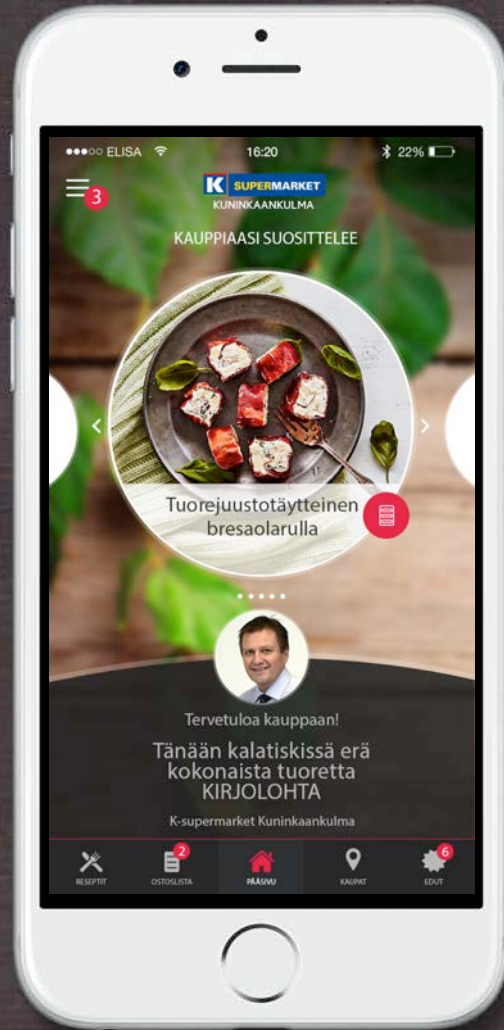 ELISA 16:20 22%
3
K SUPERMARKET
KUNINKAANKULMA
KAUPPIAASI SUOSITTELEE
Tuorejuustotäytteinen
bresaolarulla
Tervetuloa kauppaan!
Tänään kalatiskissä erä
kokonaista tuoretta
KIRJOLOHTA
K-supermarket Kuninkaankulma
2 6
RESEPTIT OSTOSLISTA PÄÄSIVU KAUPAT EDUT